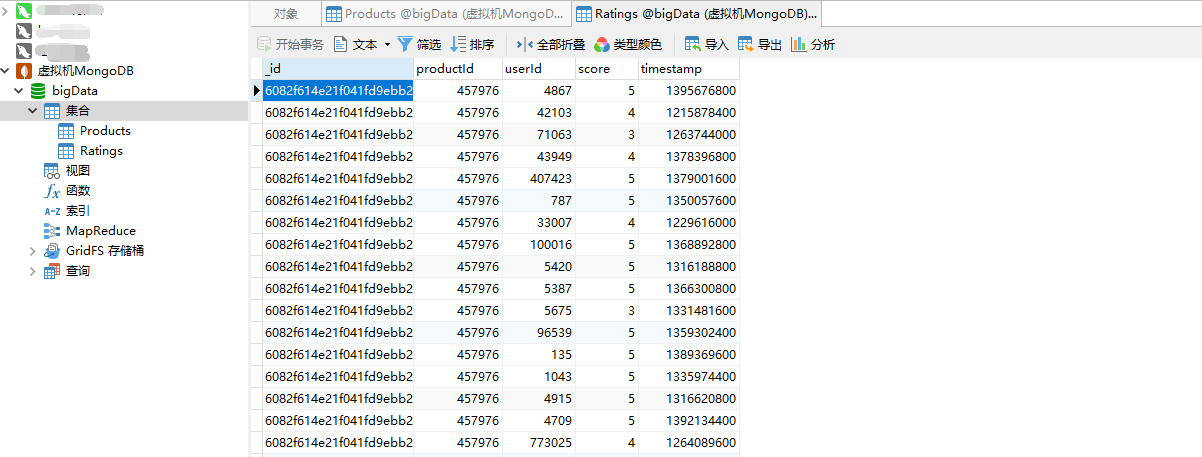 对象
Products @bigData (虚拟机MongoD...
Ratings @bigData (虚拟机MongoDB)...
开始事务 文本 筛选 排序 全部折叠 类型颜色 导入 导出 分析
虚拟机MongoDB
bigData
集合
Products
Ratings
视图
fx 函数
A-Z 索引
MapReduce
GridFS 存储桶
查询
_id productId userId score timestamp
6082f614e21f041fd9ebb2 457976 4867 5 1395676800
6082f614e21f041fd9ebb2 457976 42103 4 1215878400
6082f614e21f041fd9ebb2 457976 71063 3 1263744000
6082f614e21f041fd9ebb2 457976 43949 4 1378396800
6082f614e21f041fd9ebb2 457976 407423 5 1379001600
6082f614e21f041fd9ebb2 457976 787 5 1350057600
6082f614e21f041fd9ebb2 457976 33007 4 1229616000
6082f614e21f041fd9ebb2 457976 100016 5 1368892800
6082f614e21f041fd9ebb2 457976 5420 5 1316188800
6082f614e21f041fd9ebb2 457976 5387 5 1366300800
6082f614e21f041fd9ebb2 457976 5675 3 1331481600
6082f614e21f041fd9ebb2 457976 96539 5 1359302400
6082f614e21f041fd9ebb2 457976 135 5 1389369600
6082f614e21f041fd9ebb2 457976 1043 5 1335974400
6082f614e21f041fd9ebb2 457976 4915 5 1316620800
6082f614e21f041fd9ebb2 457976 4709 5 1392134400
6082f614e21f041fd9ebb2 457976 773025 4 1264089600